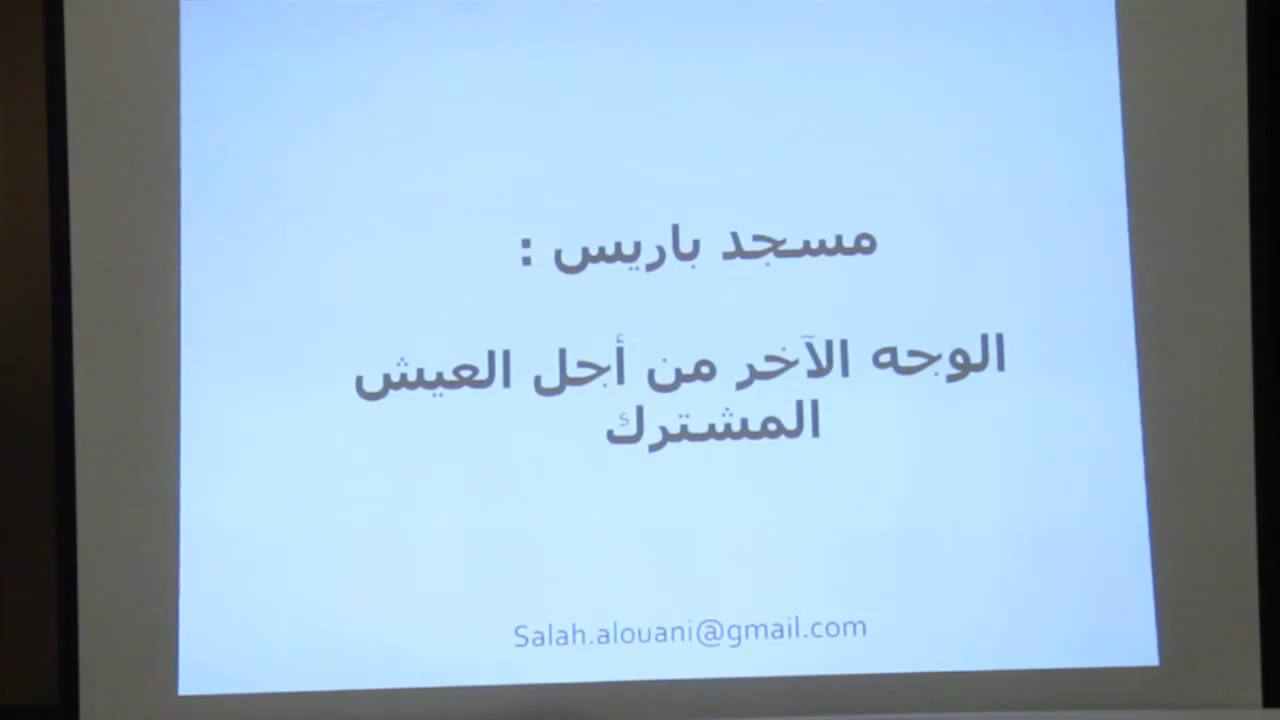 مسجد باريس :
الوجه الآخر من أجل العيش
المشترك
Salah.alouani@gmail.com